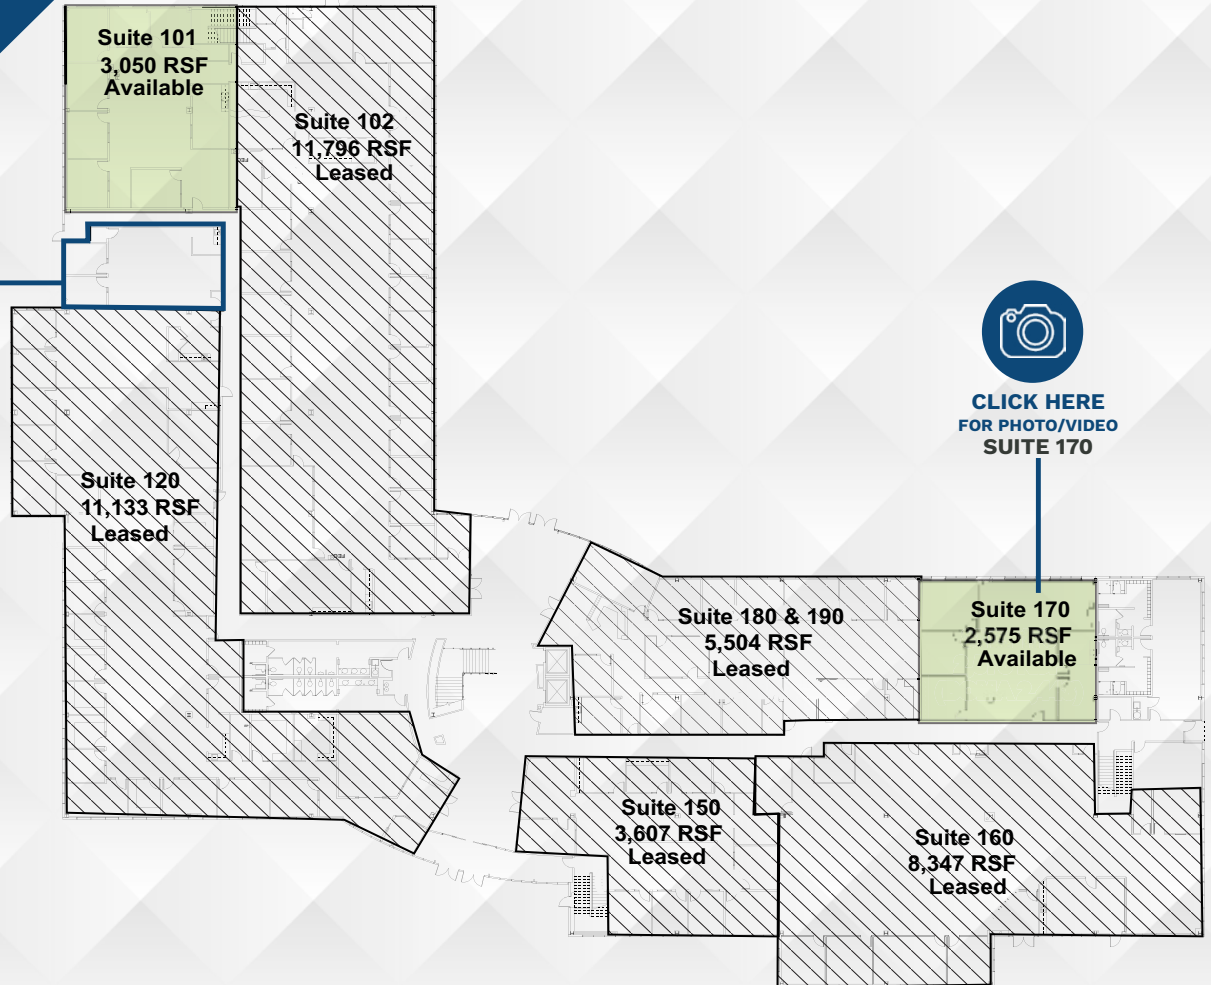 Suite 101
3,050 RSF
Available
Suite 102
11,796 RSF
Leased
CLICK HERE
FOR PHOTO/VIDEO
SUITE 170
Suite 120
11,133 RSF
Leased
Suite 180 & 190
5,504 RSF
Leased
Suite 170
2,575 RSF
Available
Suite 150
3,607 RSF
Leased
Suite 160
8,347 RSF
Leased